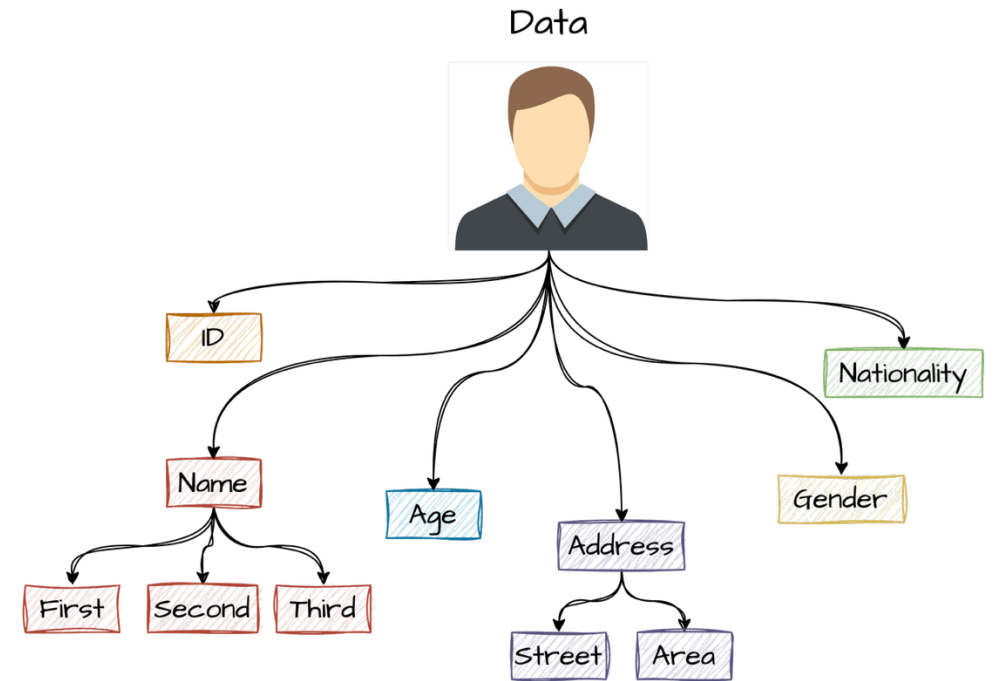 Data
ID
Nationality
Name
Age
Gender
Address
First
Second
Third
Street
Area